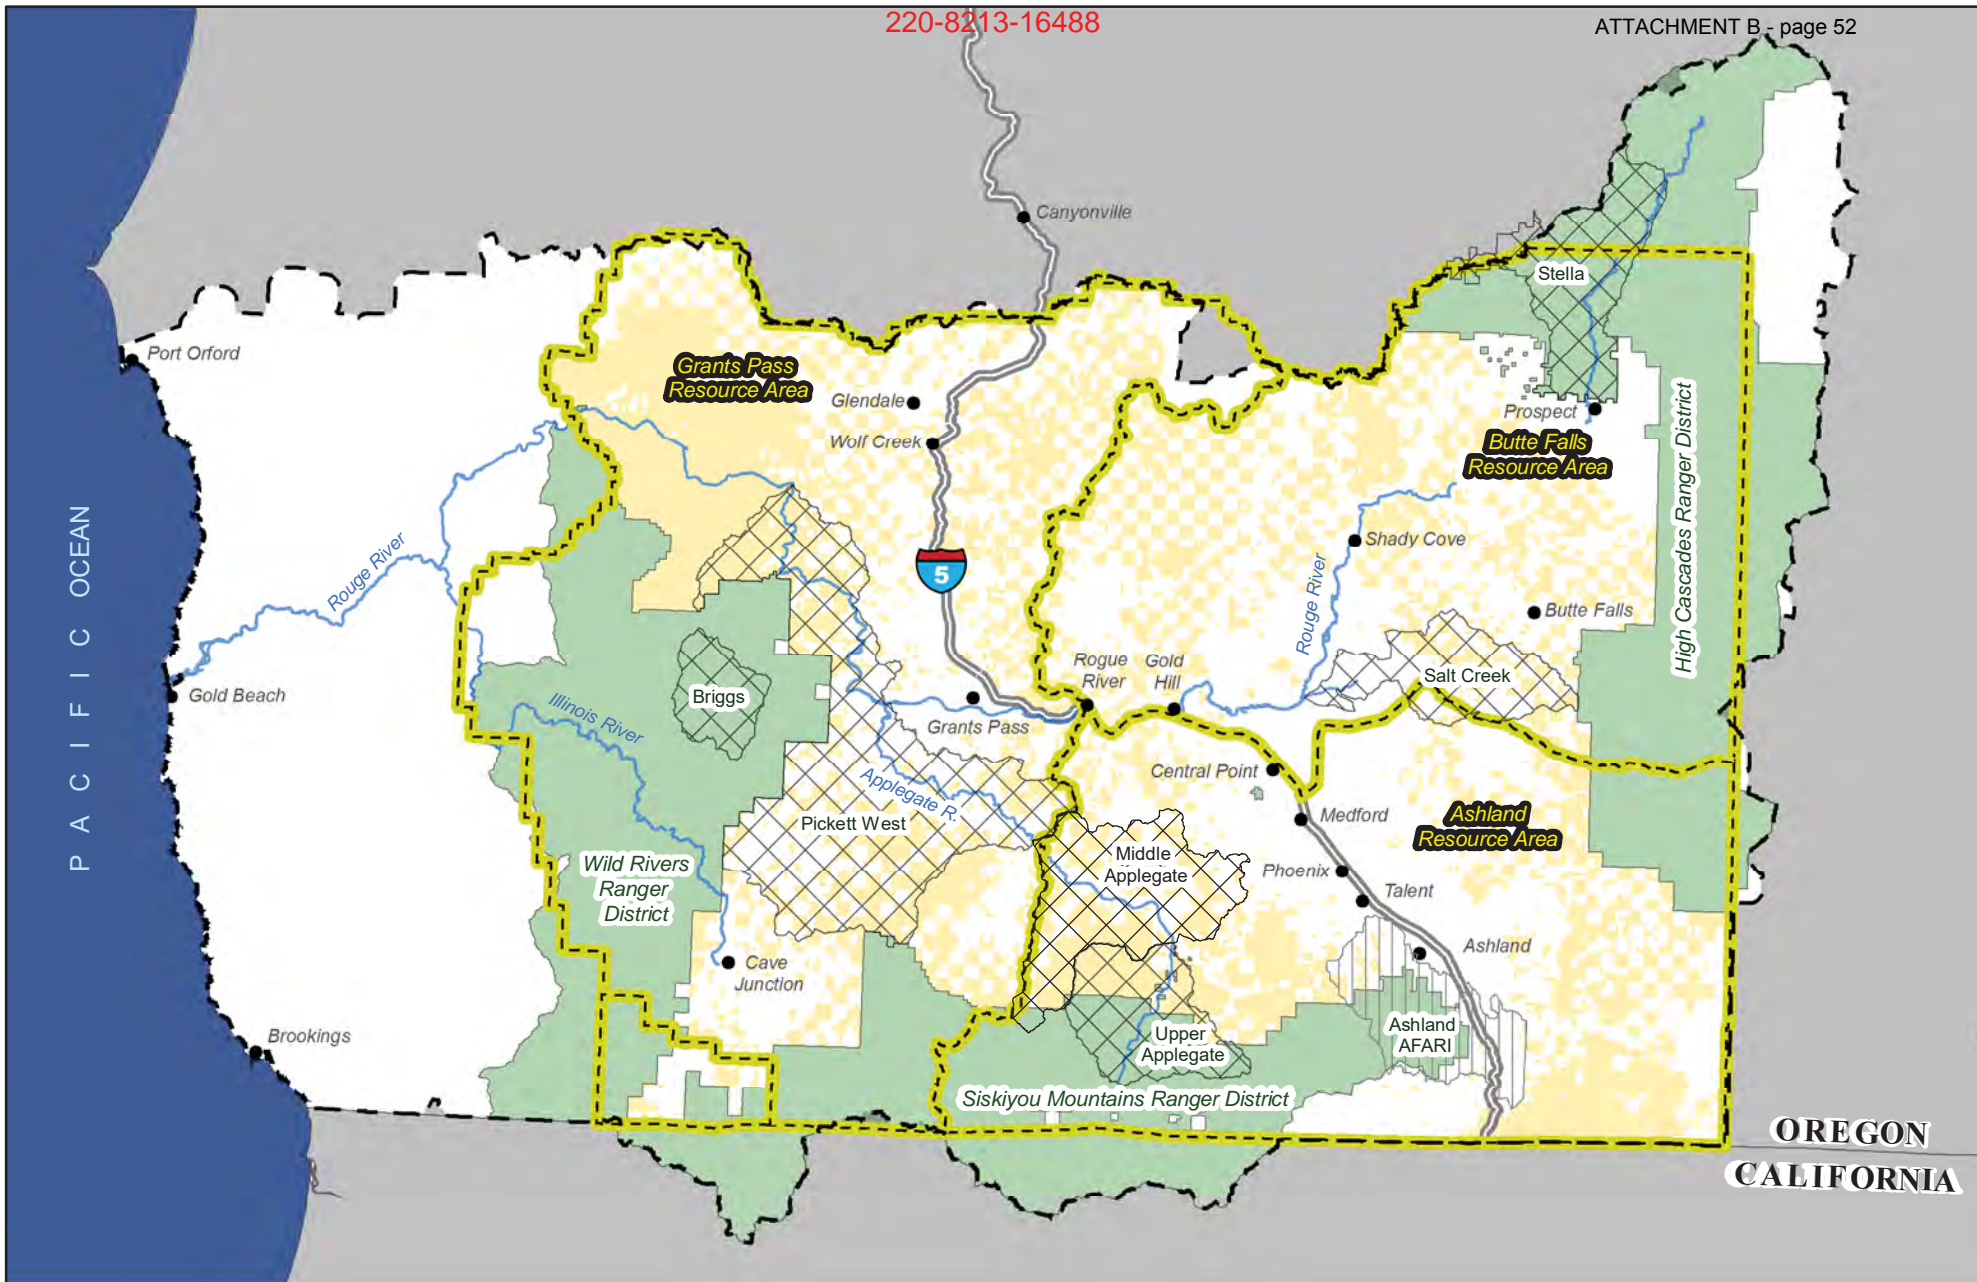 220-8213-16488
ATTACHMENT B - page 52
Canyonville
Stella
Port Orford
Grants Pass
Resource Area
Glendale
Wolf Creek
Prospect
Butte Falls
Resource Area
High Cascades Ranger District
PACIFIC OCEAN
Rouge River
5
Shady Cove
Rouge River
Butte Falls
Rogue
River
Gold
Hill
Salt Creek
Gold Beach
Briggs
Illinois River
Grants Pass
Applegate R.
Central Point
Medford
Ashland
Resource Area
Pickett West
Middle
Applegate
Wild Rivers
Ranger
District
Phoenix
Talent
Ashland
Cave
Junction
Brookings
Upper
Applegate
Ashland
AFARI
Siskiyou Mountains Ranger District
OREGON
CALIFORNIA